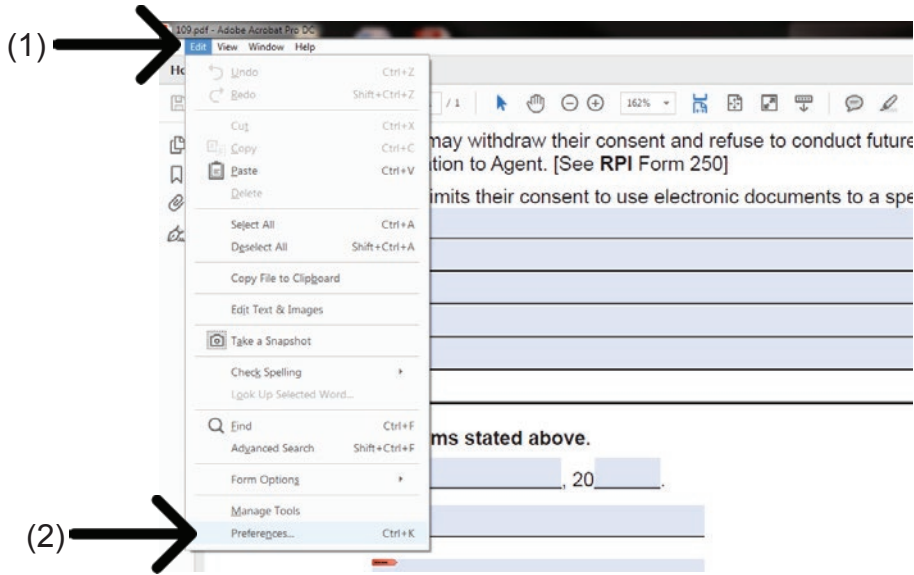 109.pdf - Adobe Acrobat Pro DC
(1)
Edit View Window Help
Ho
Undo Ctrl+Z
Redo Shift+Ctrl+Z
/ 1 162%
Cut Ctrl+X
Copy Ctrl+C
Paste Ctrl+V
Delete
Select All Ctrl+A
Deselect All Shift+Ctrl+A
Copy File to Clipboard
Edit Text & Images
Take a Snapshot
Check Spelling
Look Up Selected Word...
Find Ctrl+F
Advanced Search Shift+Ctrl+F
Form Options
Manage Tools
(2)
Preferences... Ctrl+K
may withdraw their consent and refuse to conduct future
tion to Agent. [See RPI Form 250]
imits their consent to use electronic documents to a spe
ms stated above.
, 20 .